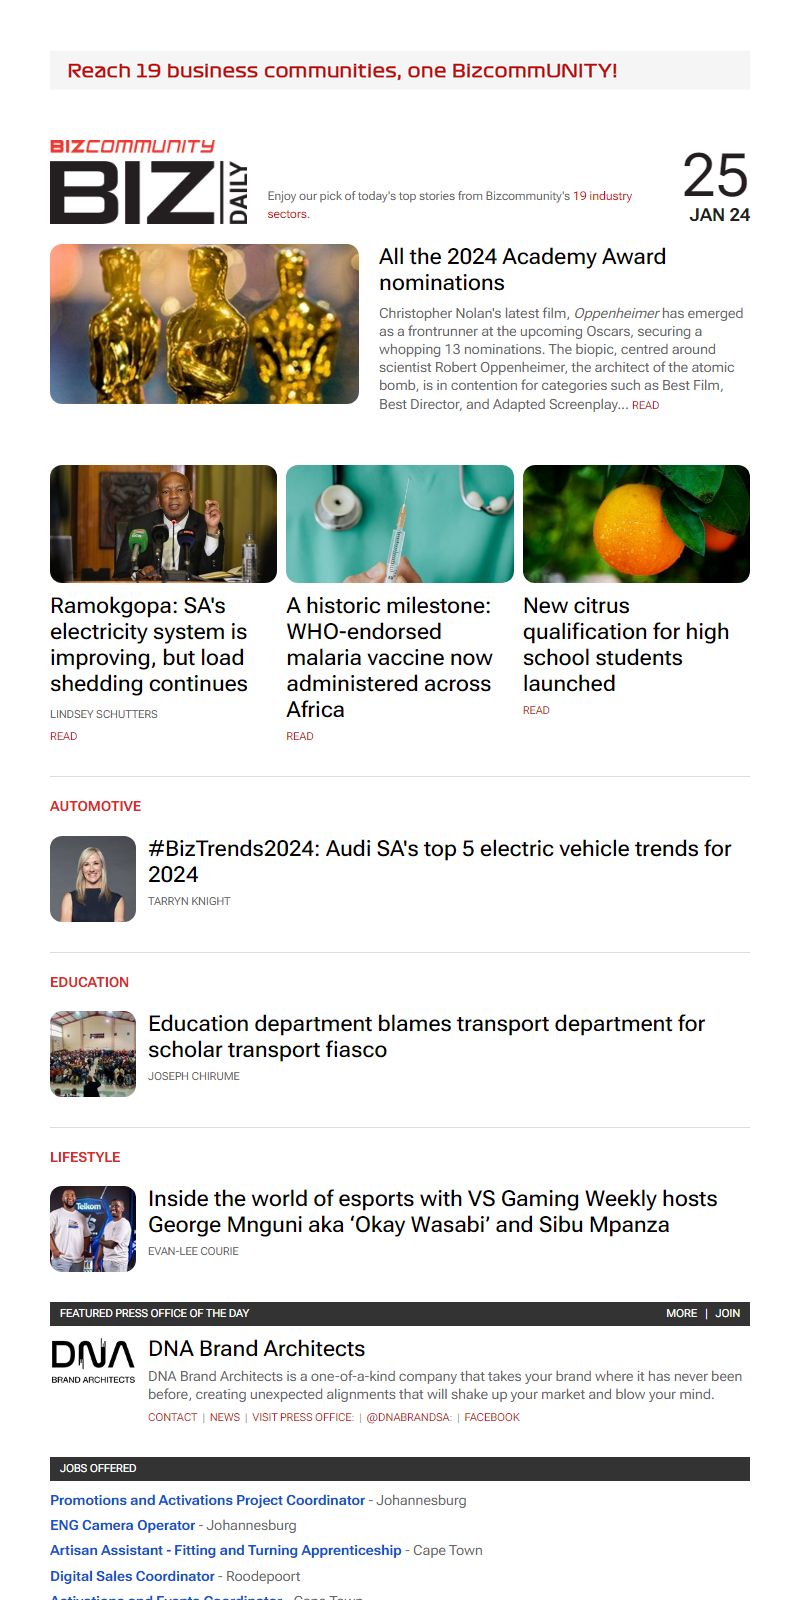 Reach 19 business communities, one BizcommUNITY!
BIZCOMMUNITY
BIZ DAILY
Enjoy our pick of today's top stories from Bizcommunity's 19 industry
sectors.
25
JAN 24
All the 2024 Academy Award
nominations
Christopher Nolan's latest film, Oppenheimer has emerged
as a frontrunner at the upcoming Oscars, securing a
whopping 13 nominations. The biopic, centred around
scientist Robert Oppenheimer, the architect of the atomic
bomb, is in contention for categories such as Best Film,
Best Director, and Adapted Screenplay... READ
Ramokgopa: SA's
electricity system is
improving, but load
shedding continues
LINDSEY SCHUTTERS
READ
A historic milestone:
WHO-endorsed
malaria vaccine now
administered across
Africa
READ
New citrus
qualification for high
school students
launched
READ
AUTOMOTIVE
#BizTrends2024: Audi SA's top 5 electric vehicle trends for
2024
TARRYN KNIGHT
EDUCATION
Education department blames transport department for
scholar transport fiasco
JOSEPH CHIRUME
LIFESTYLE
Telkom
Inside the world of esports with VS Gaming Weekly hosts
George Mnguni aka ‘Okay Wasabi’ and Sibu Mpanza
EVAN-LEE COURIE
FEATURED PRESS OFFICE OF THE DAY
MORE | JOIN
DNA
BRAND ARCHITECTS
DNA Brand Architects
DNA Brand Architects is a one-of-a-kind company that takes your brand where it has never been
before, creating unexpected alignments that will shake up your market and blow your mind.
CONTACT | NEWS | VISIT PRESS OFFICE: | @DNABRANDSA: | FACEBOOK
JOBS OFFERED
Promotions and Activations Project Coordinator - Johannesburg
ENG Camera Operator - Johannesburg
Artisan Assistant - Fitting and Turning Apprenticeship - Cape Town
Digital Sales Coordinator - Roodepoort
Activations and Events Coordinator - Cape Town